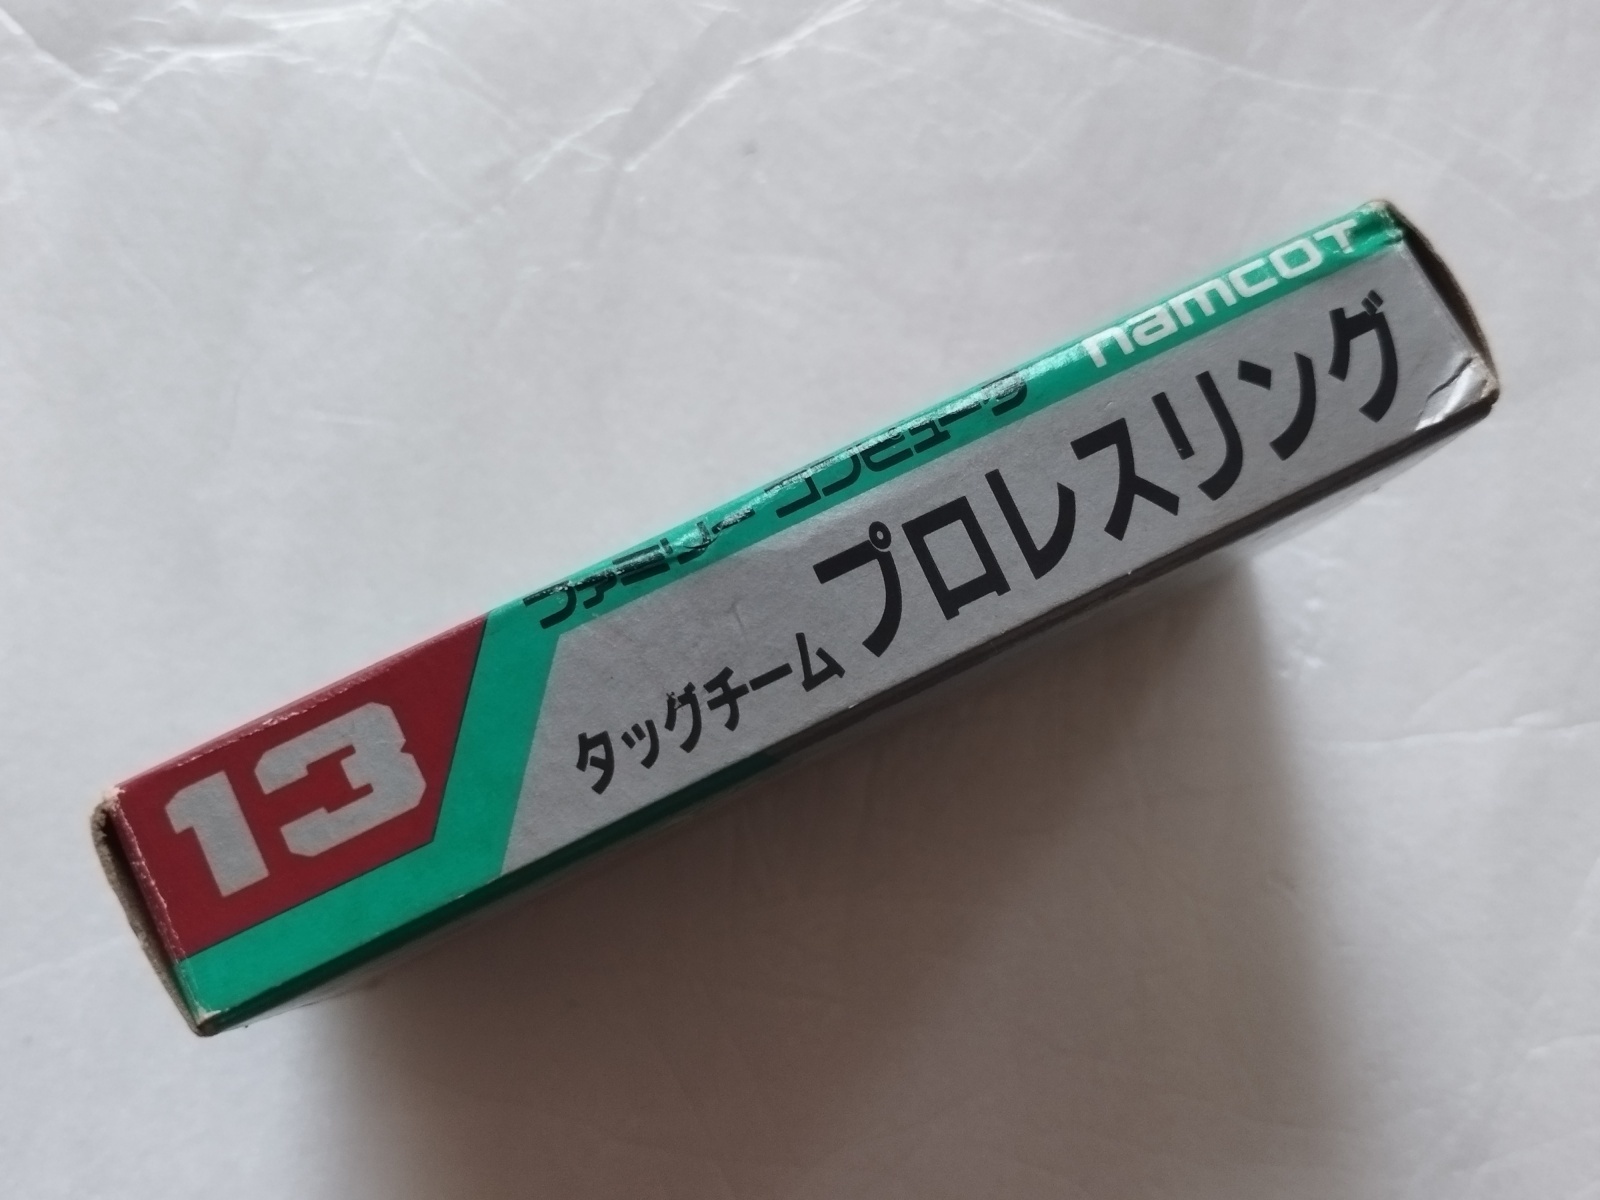 ファミリーコンピュータ namcot
13
タッグチーム プロレスリング